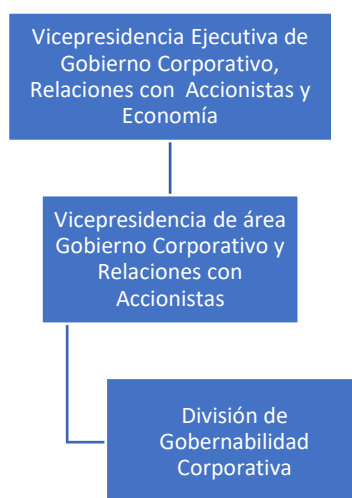 Vicepresidencia Ejecutiva de
Gobierno Corporativo,
Relaciones con Accionistas y
Economía
Vicepresidencia de área
Gobierno Corporativo y
Relaciones con
Accionistas
División de
Gobernabilidad
Corporativa